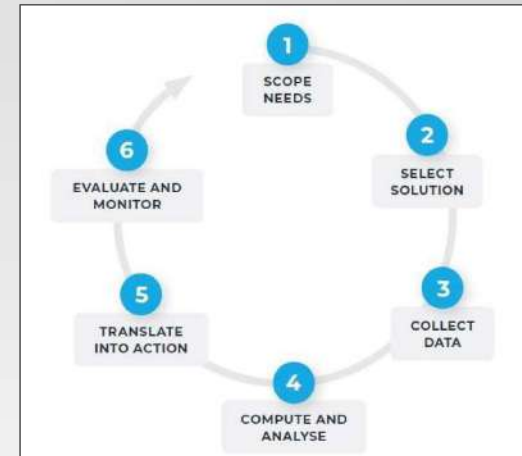 1
SCOPE
NEEDS
2
SELECT
SOLUTION
3
COLLECT
DATA
4
COMPUTE AND
ANALYSE
5
TRANSLATE
INTO ACTION
6
EVALUATE AND
MONITOR